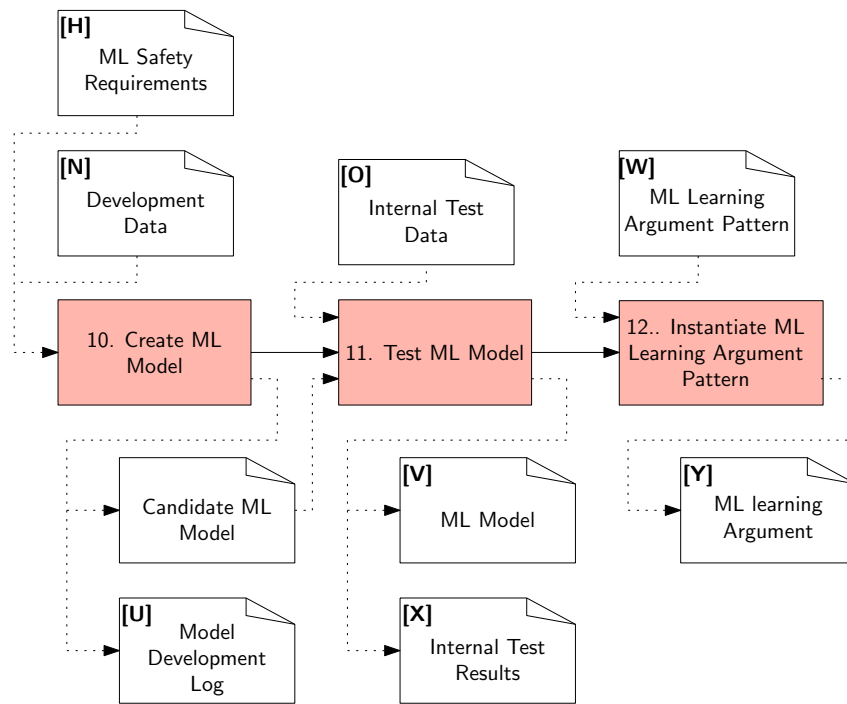 [H]
ML Safety
Requirements
[N]
Development
Data
[O]
Internal Test
Data
[W]
ML Learning
Argument Pattern
10. Create ML
Model
11. Test ML Model
12.. Instantiate ML
Learning Argument
Pattern
Candidate ML
Model
[V]
ML Model
[Y]
ML learning
Argument
[U]
Model
Development
Log
[X]
Internal Test
Results